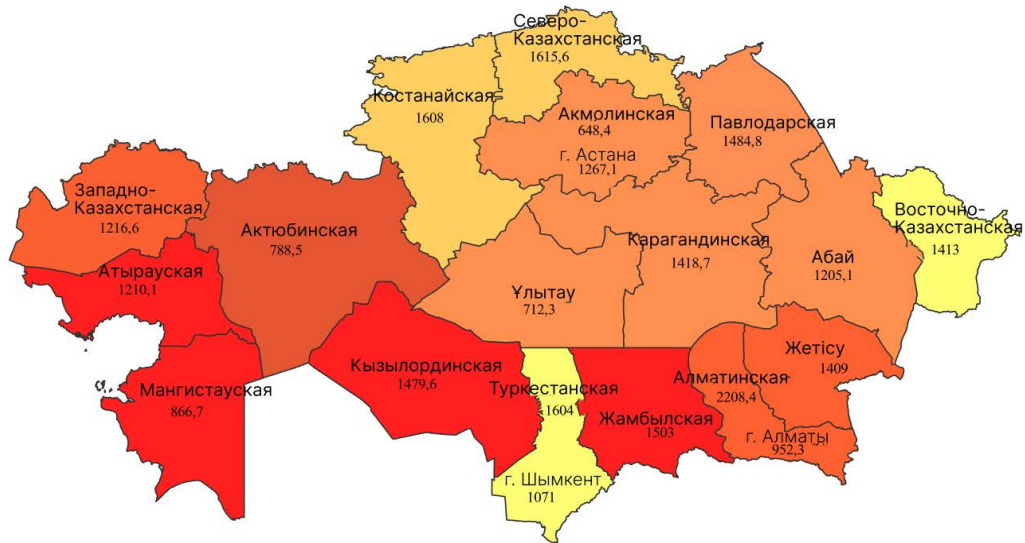 Северо-
Казахстанская
1615,6
Костанайская
1608
Акмолинская
648,4
г. Астана
1267,1
Павлодарская
1484,8
Западно-
Казахстанская
1216,6
Актюбинская
788,5
Атырауская
1210,1
Мангистауская
866,7
Кызылординская
1479,6
Ұлытау
712,3
Карагандинская
1418,7
Абай
1205,1
Восточно-
Казахстанская
1413
Туркестанская
1604
г. Шымкент
1071
Жамбылская
1503
Алматинская
2208,4
Жетісу
1409
г. Алматы
952,3